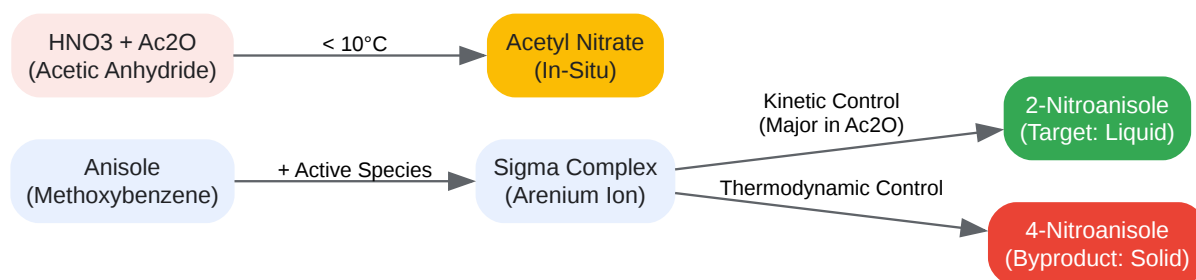 HNO3 + Ac2O
(Acetic Anhydride)
< 10°C
Acetyl Nitrate
(In-Situ)
Anisole
(Methoxybenzene)
+ Active Species
Sigma Complex
(Arenium Ion)
Kinetic Control
(Major in Ac2O)
2-Nitroanisole
(Target: Liquid)
Thermodynamic Control
4-Nitroanisole
(Byproduct: Solid)